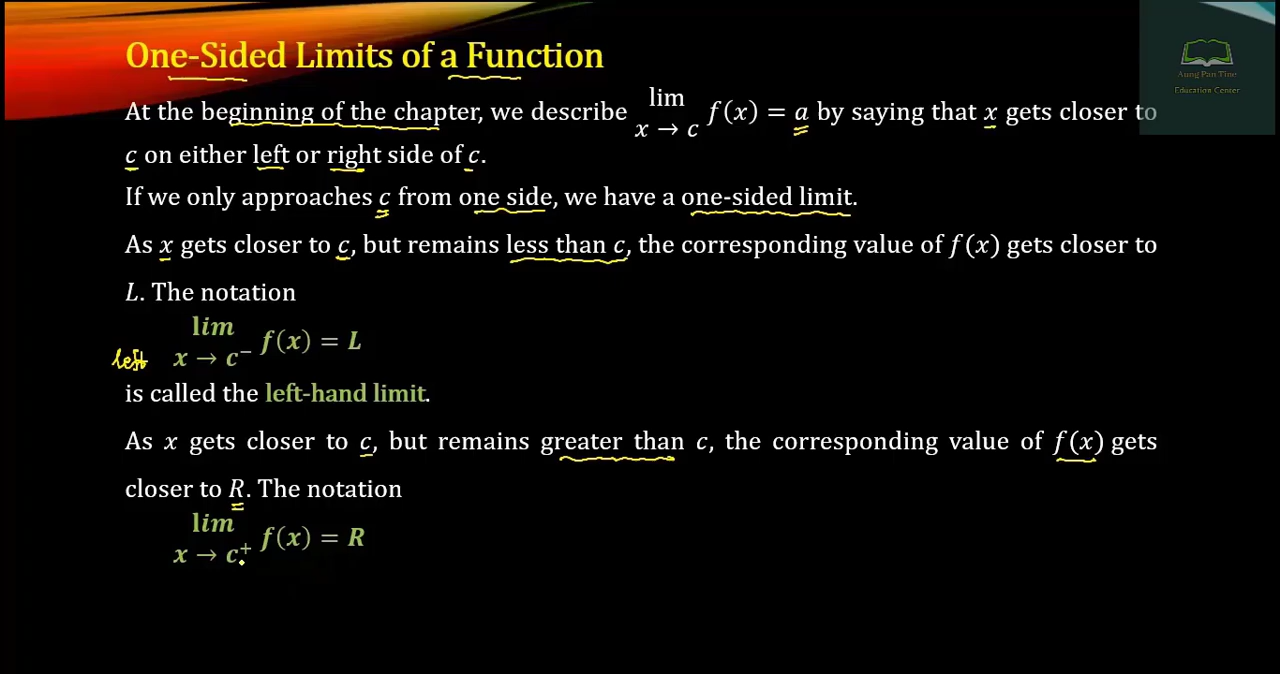 One-Sided Limits of a Function
Aung Pan Tine
Education Center
At the beginning of the chapter, we describe lim x → c f(x) = a by saying that x gets closer to
c on either left or right side of c.
If we only approaches c from one side, we have a one-sided limit.
As x gets closer to c, but remains less than c, the corresponding value of f(x) gets closer to
L. The notation
lim x → c⁻ f(x) = L
left
is called the left-hand limit.
As x gets closer to c, but remains greater than c, the corresponding value of f(x) gets
closer to R. The notation
lim x → c⁺ f(x) = R